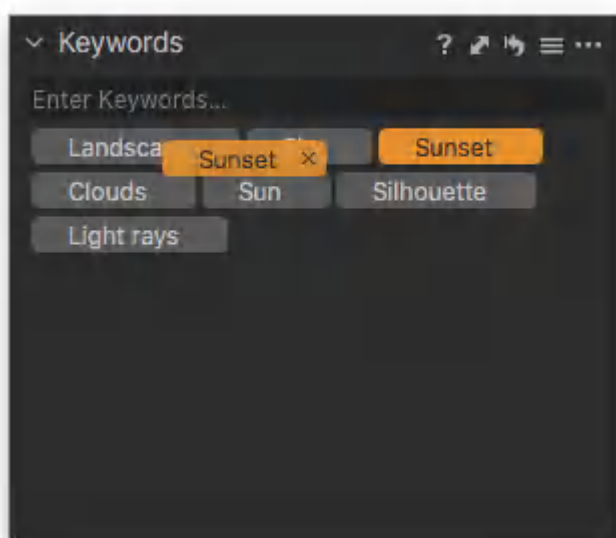 Keywords ?
Enter Keywords...
Landsca Sunset
Sunset ×
Clouds Sun Silhouette
Light rays